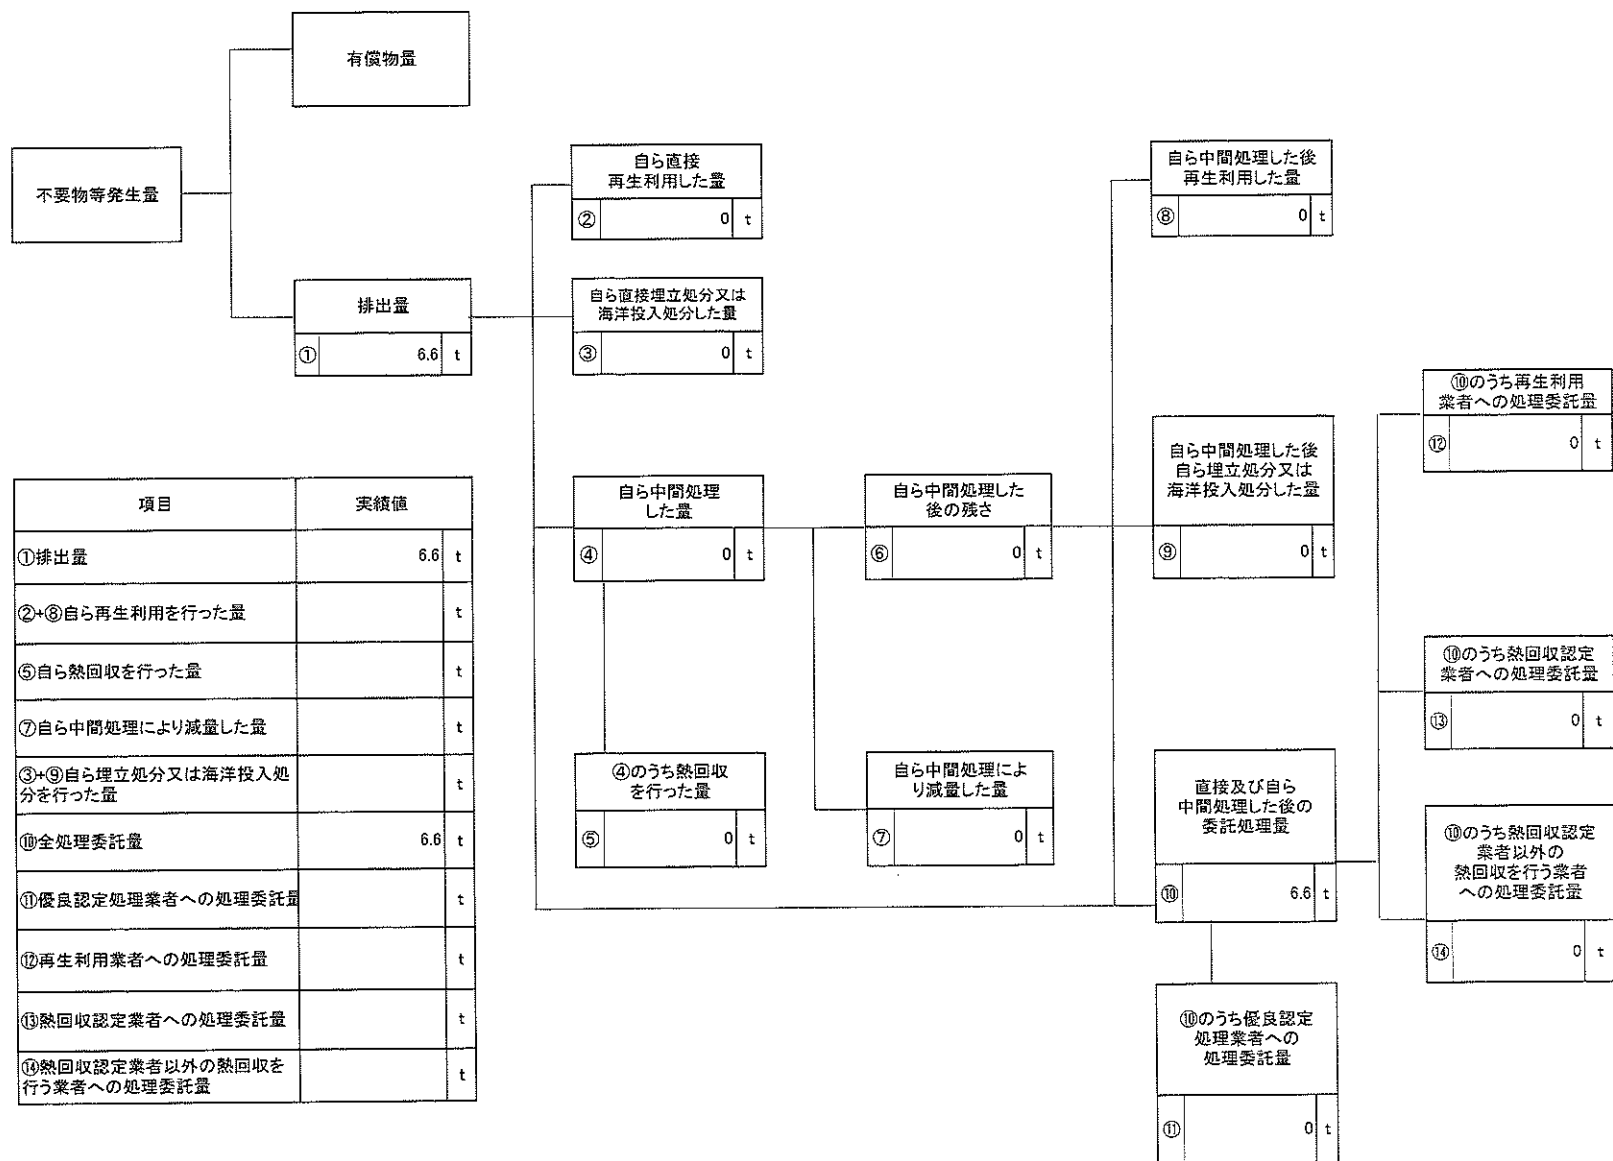 有償物量
不要物等発生量
排出量
① 6.6 t
自ら直接
再生利用した量
② 0 t
自ら直接埋立処分又は
海洋投入処分した量
③ 0 t
自ら中間処理
した量
④ 0 t
④のうち熱回収
を行った量
⑤ 0 t
自ら中間処理した
後の残さ
⑥ 0 t
自ら中間処理によ
り減量した量
⑦ 0 t
自ら中間処理した後
再生利用した量
⑧ 0 t
自ら中間処理した後
自ら埋立処分又は
海洋投入処分した量
⑨ 0 t
直接及び自ら
中間処理した後の
委託処理量
⑩ 6.6 t
⑩のうち優良認定
処理業者への
処理委託量
⑪ 0 t
⑩のうち再生利用
業者への処理委託量
⑫ 0 t
⑩のうち熱回収認定
業者への処理委託量
⑬ 0 t
⑩のうち熱回収認定
業者以外の
熱回収を行う業者
への処理委託量
⑭ 0 t
項目 実績値
①排出量 6.6 t
②+⑧自ら再生利用を行った量 t
⑤自ら熱回収を行った量 t
⑦自ら中間処理により減量した量 t
③+⑨自ら埋立処分又は海洋投入処
分を行った量 t
⑩全処理委託量 6.6 t
⑪優良認定処理業者への処理委託量 t
⑫再生利用業者への処理委託量 t
⑬熱回収認定業者への処理委託量 t
⑭熱回収認定業者以外の熱回収を
行う業者への処理委託量 t